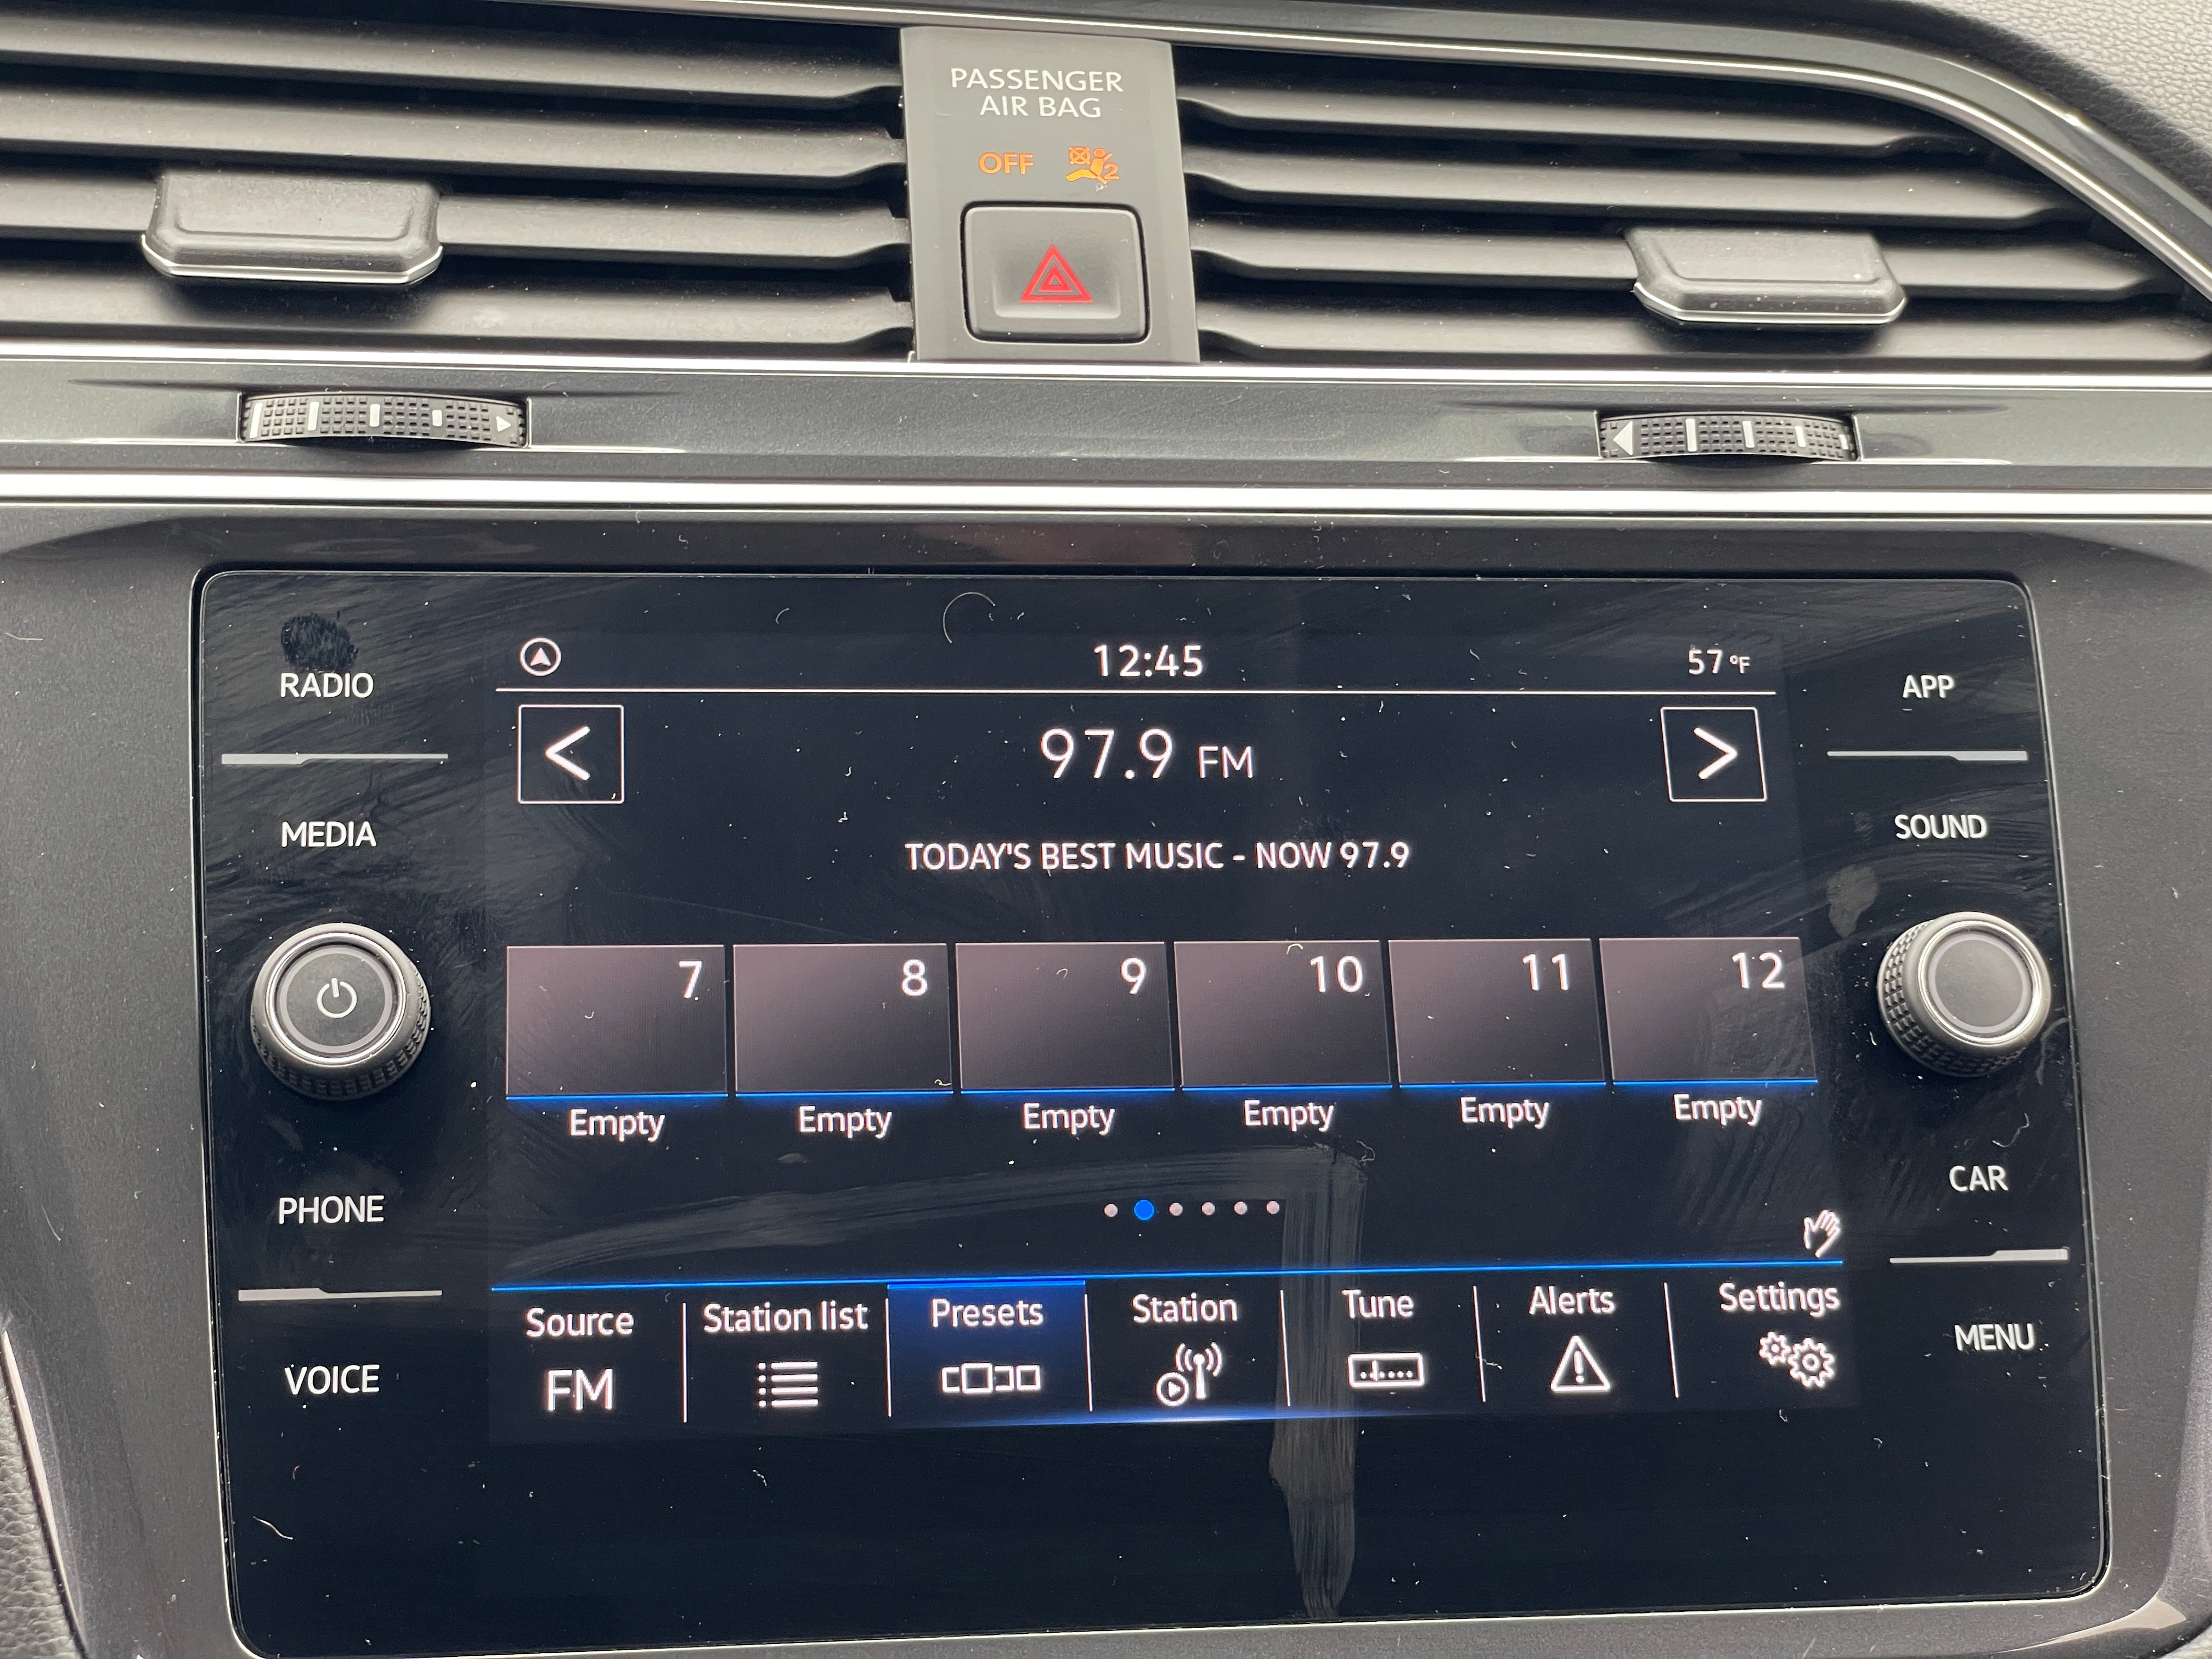 PASSENGER
AIR BAG
OFF
2
12:45
57 °F
RADIO
APP
97.9 FM
MEDIA
SOUND
TODAY'S BEST MUSIC - NOW 97.9
7 8 9 10 11 12
Empty Empty Empty Empty Empty Empty
PHONE
CAR
Source Station list Presets Station Tune Alerts Settings
FM
VOICE
MENU